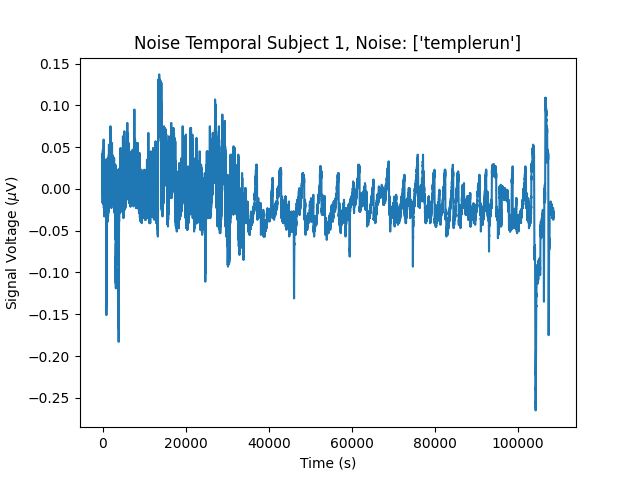 Noise Temporal Subject 1, Noise: ['templerun']
Signal Voltage (μV)
0.15
0.10
0.05
0.00
−0.05
−0.10
−0.15
−0.20
−0.25
0 20000 40000 60000 80000 100000
Time (s)